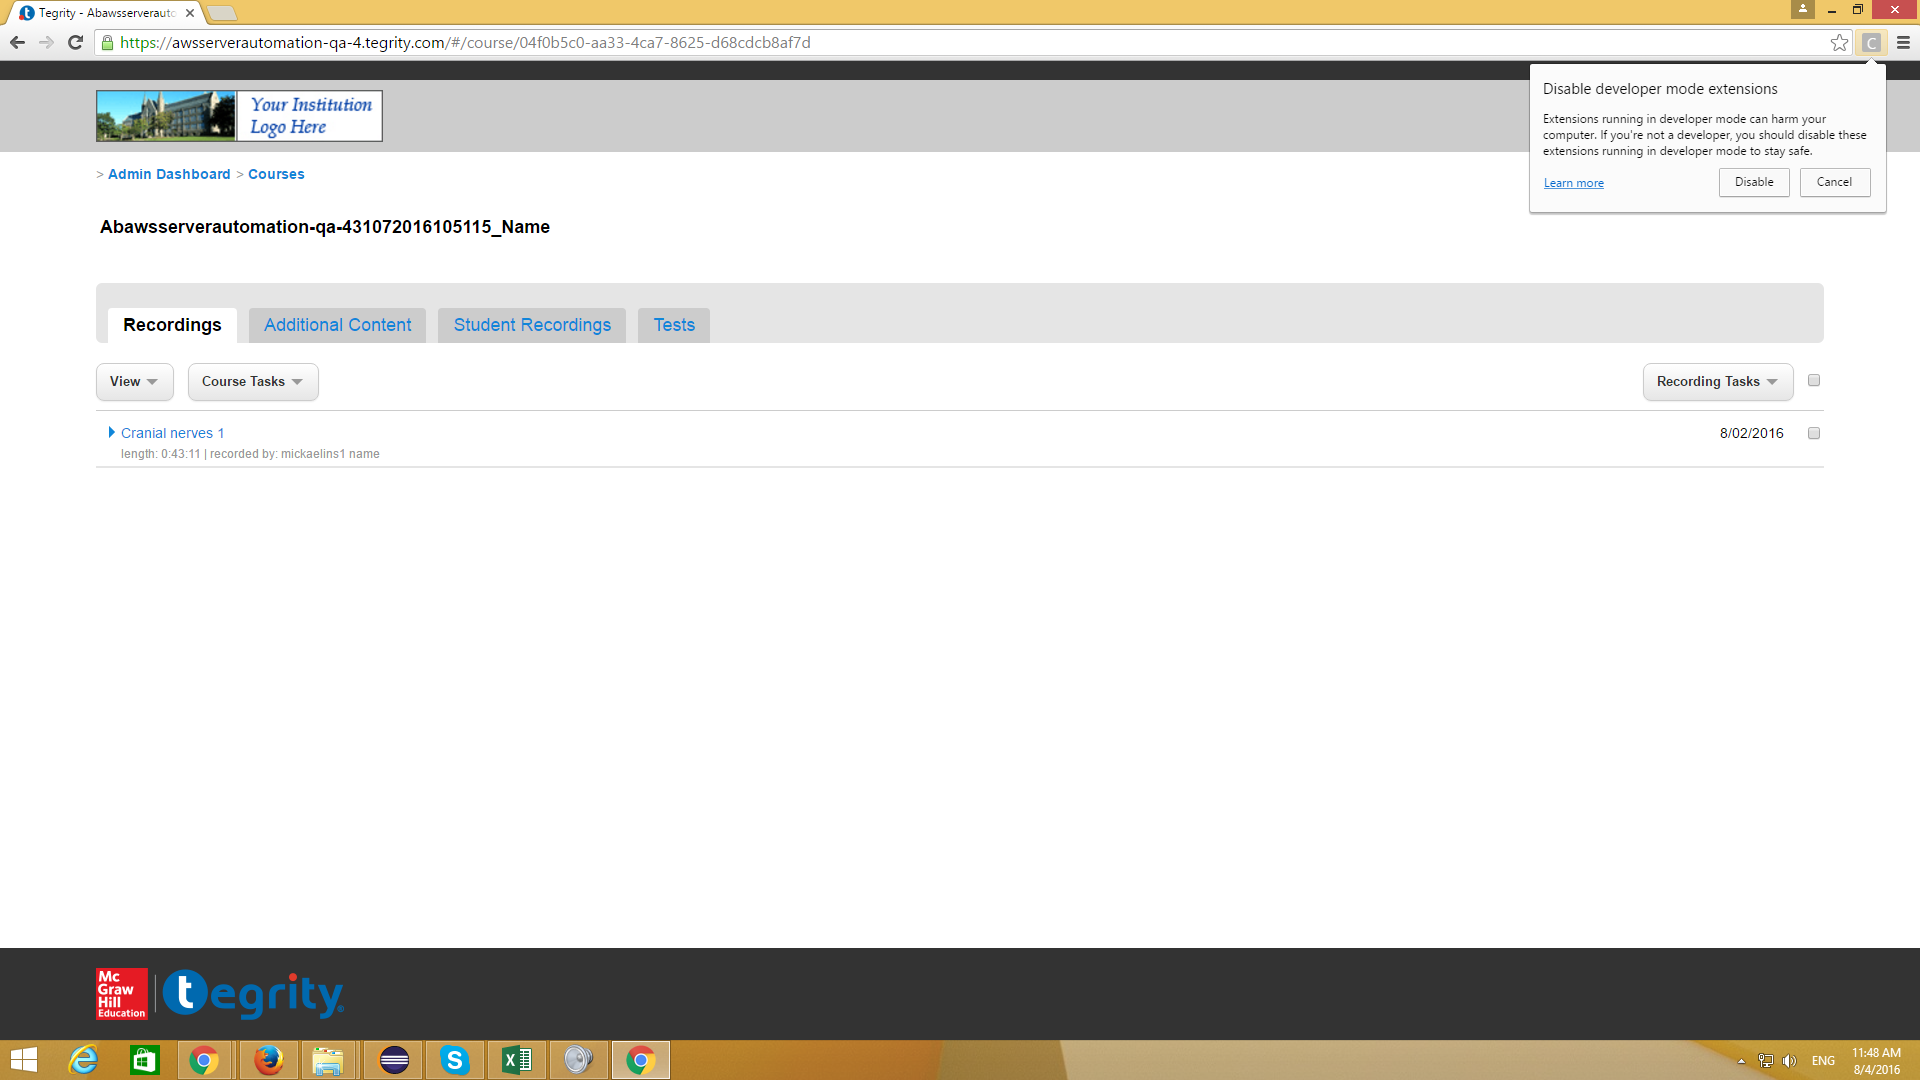 Tegrity - Abawsserverauto
https://awsserverautomation-qa-4.tegrity.com/#/course/04f0b5c0-aa33-4ca7-8625-d68cdcb8af7d
C
Disable developer mode extensions
Extensions running in developer mode can harm your
computer. If you're not a developer, you should disable these
extensions running in developer mode to stay safe.
Learn more
Disable
Cancel
Your Institution
Logo Here
> Admin Dashboard > Courses
Abawsserverautomation-qa-431072016105115_Name
Recordings
Additional Content
Student Recordings
Tests
View
Course Tasks
Recording Tasks
Cranial nerves 1
8/02/2016
length: 0:43:11 | recorded by: mickaelins1 name
Mc
Graw
Hill
Education
tegrity
ENG
11:48 AM
8/4/2016